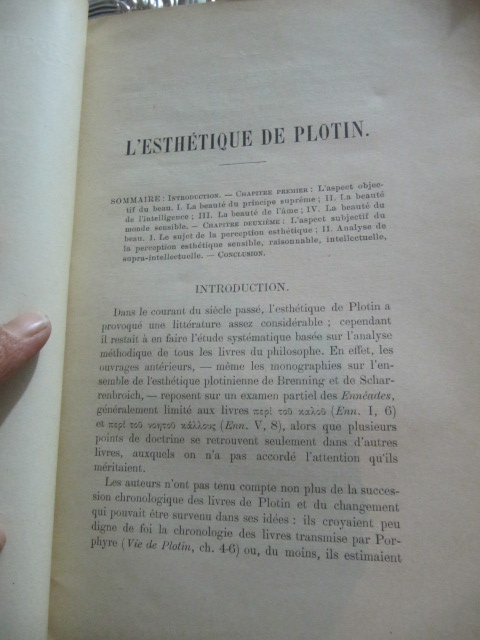 L'ESTHÉTIQUE DE PLOTIN.
SOMMAIRE : INTRODUCTION. — CHAPITRE PREMIER : L'aspect objec-
tif du beau. I. La beauté du principe suprême ; II. La beauté
de l'intelligence ; III. La beauté de l'âme ; IV. La beauté du
monde sensible. — CHAPITRE DEUXIÈME : L'aspect subjectif du
beau. I. Le sujet de la perception esthétique ; II. Analyse de
la perception esthétique sensible, raisonnable, intellectuelle,
supra-intellectuelle. — CONCLUSION.
INTRODUCTION.
Dans le courant du siècle passé, l'esthétique de Plotin a
provoqué une littérature assez considérable ; cependant
il restait à en faire l'étude systématique basée sur l'analyse
méthodique de tous les livres du philosophe. En effet, les
ouvrages antérieurs, — même les monographies sur l'en-
semble de l'esthétique plotinienne de Brenning et de Schar-
renbroich, — reposent sur un examen partiel des Ennéades,
généralement limité aux livres περὶ τοῦ καλοῦ (Enn. I, 6)
et περὶ τοῦ νοητοῦ κάλλους (Enn. V, 8), alors que plusieurs
points de doctrine se retrouvent seulement dans d'autres
livres, auxquels on n'a pas accordé l'attention qu'ils
méritaient.
Les auteurs n'ont pas tenu compte non plus de la succes-
sion chronologique des livres de Plotin et du changement
qui pouvait être survenu dans ses idées : ils croyaient peu
digne de foi la chronologie des livres transmise par Por-
phyre (Vie de Plotin, ch. 4-6) ou, du moins, ils estimaient